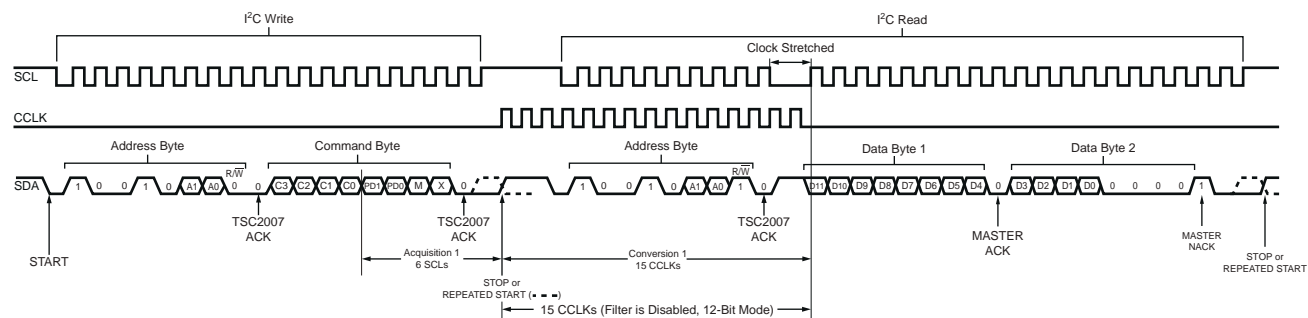 I²C Write
I²C Read
Clock Stretched
SCL
CCLK
Address Byte
Command Byte
Address Byte
Data Byte 1
Data Byte 2
R/W̅
R/W̅
SDA
1 0 0 1 0 A1 A0 0 0 C3 C2 C1 C0 PD1 PD0 M X 0 1 0 0 1 0 A1 A0 1 0 D11 D10 D9 D8 D7 D6 D5 D4 0 D3 D2 D1 D0 0 0 0 0 1
START
TSC2007
ACK
TSC2007
ACK
TSC2007
ACK
MASTER
ACK
MASTER
NACK
STOP or
REPEATED START
Acquisition 1
6 SCLs
Conversion 1
15 CCLKs
STOP or
REPEATED START (- - -)
15 CCLKs (Filter is Disabled, 12-Bit Mode)